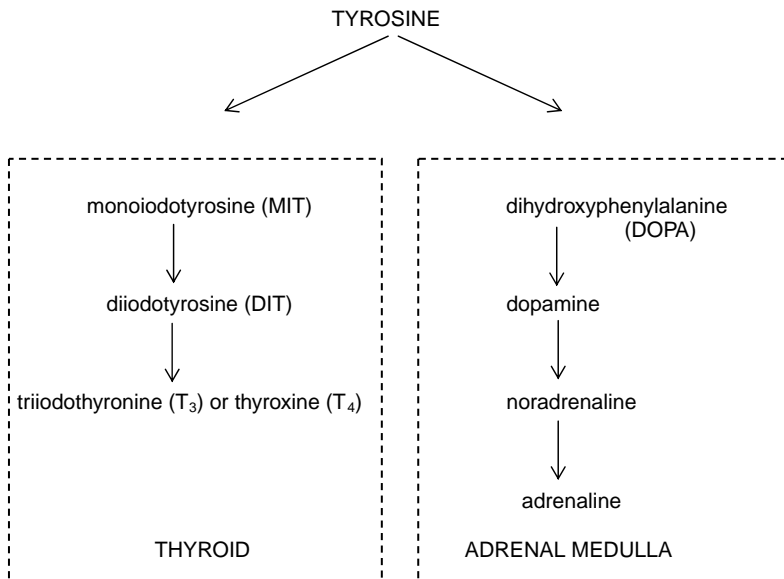 TYROSINE
monoiodotyrosine (MIT)
diiodotyrosine (DIT)
triiodothyronine (T₃) or thyroxine (T₄)
THYROID
dihydroxyphenylalanine
(DOPA)
dopamine
noradrenaline
adrenaline
ADRENAL MEDULLA